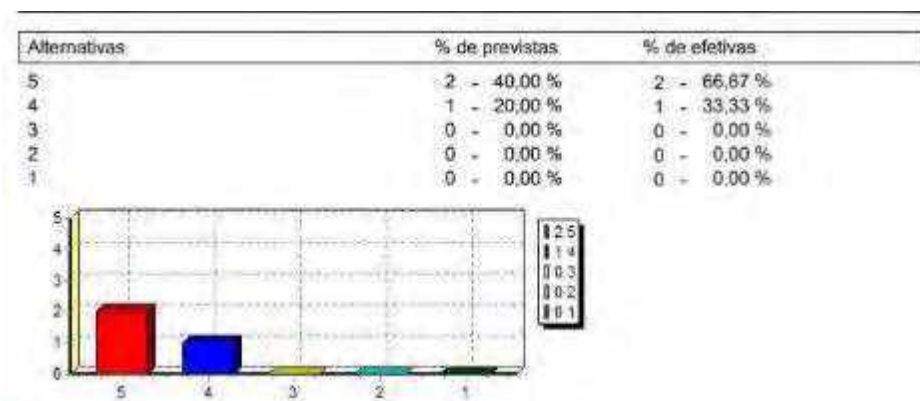 Alternativas % de previstas % de efetivas
5 2 - 40,00 % 2 - 66,67 %
4 1 - 20,00 % 1 - 33,33 %
3 0 - 0,00 % 0 - 0,00 %
2 0 - 0,00 % 0 - 0,00 %
1 0 - 0,00 % 0 - 0,00 %
5
4
3
2
1
0
5 4 3 2 1
2 5
1 4
0 3
0 2
0 1